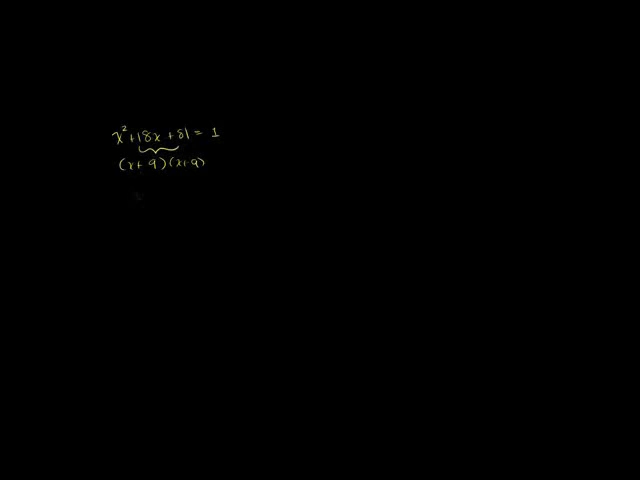 x² + 18x + 81 = 1
(x + 9)(x + 9)